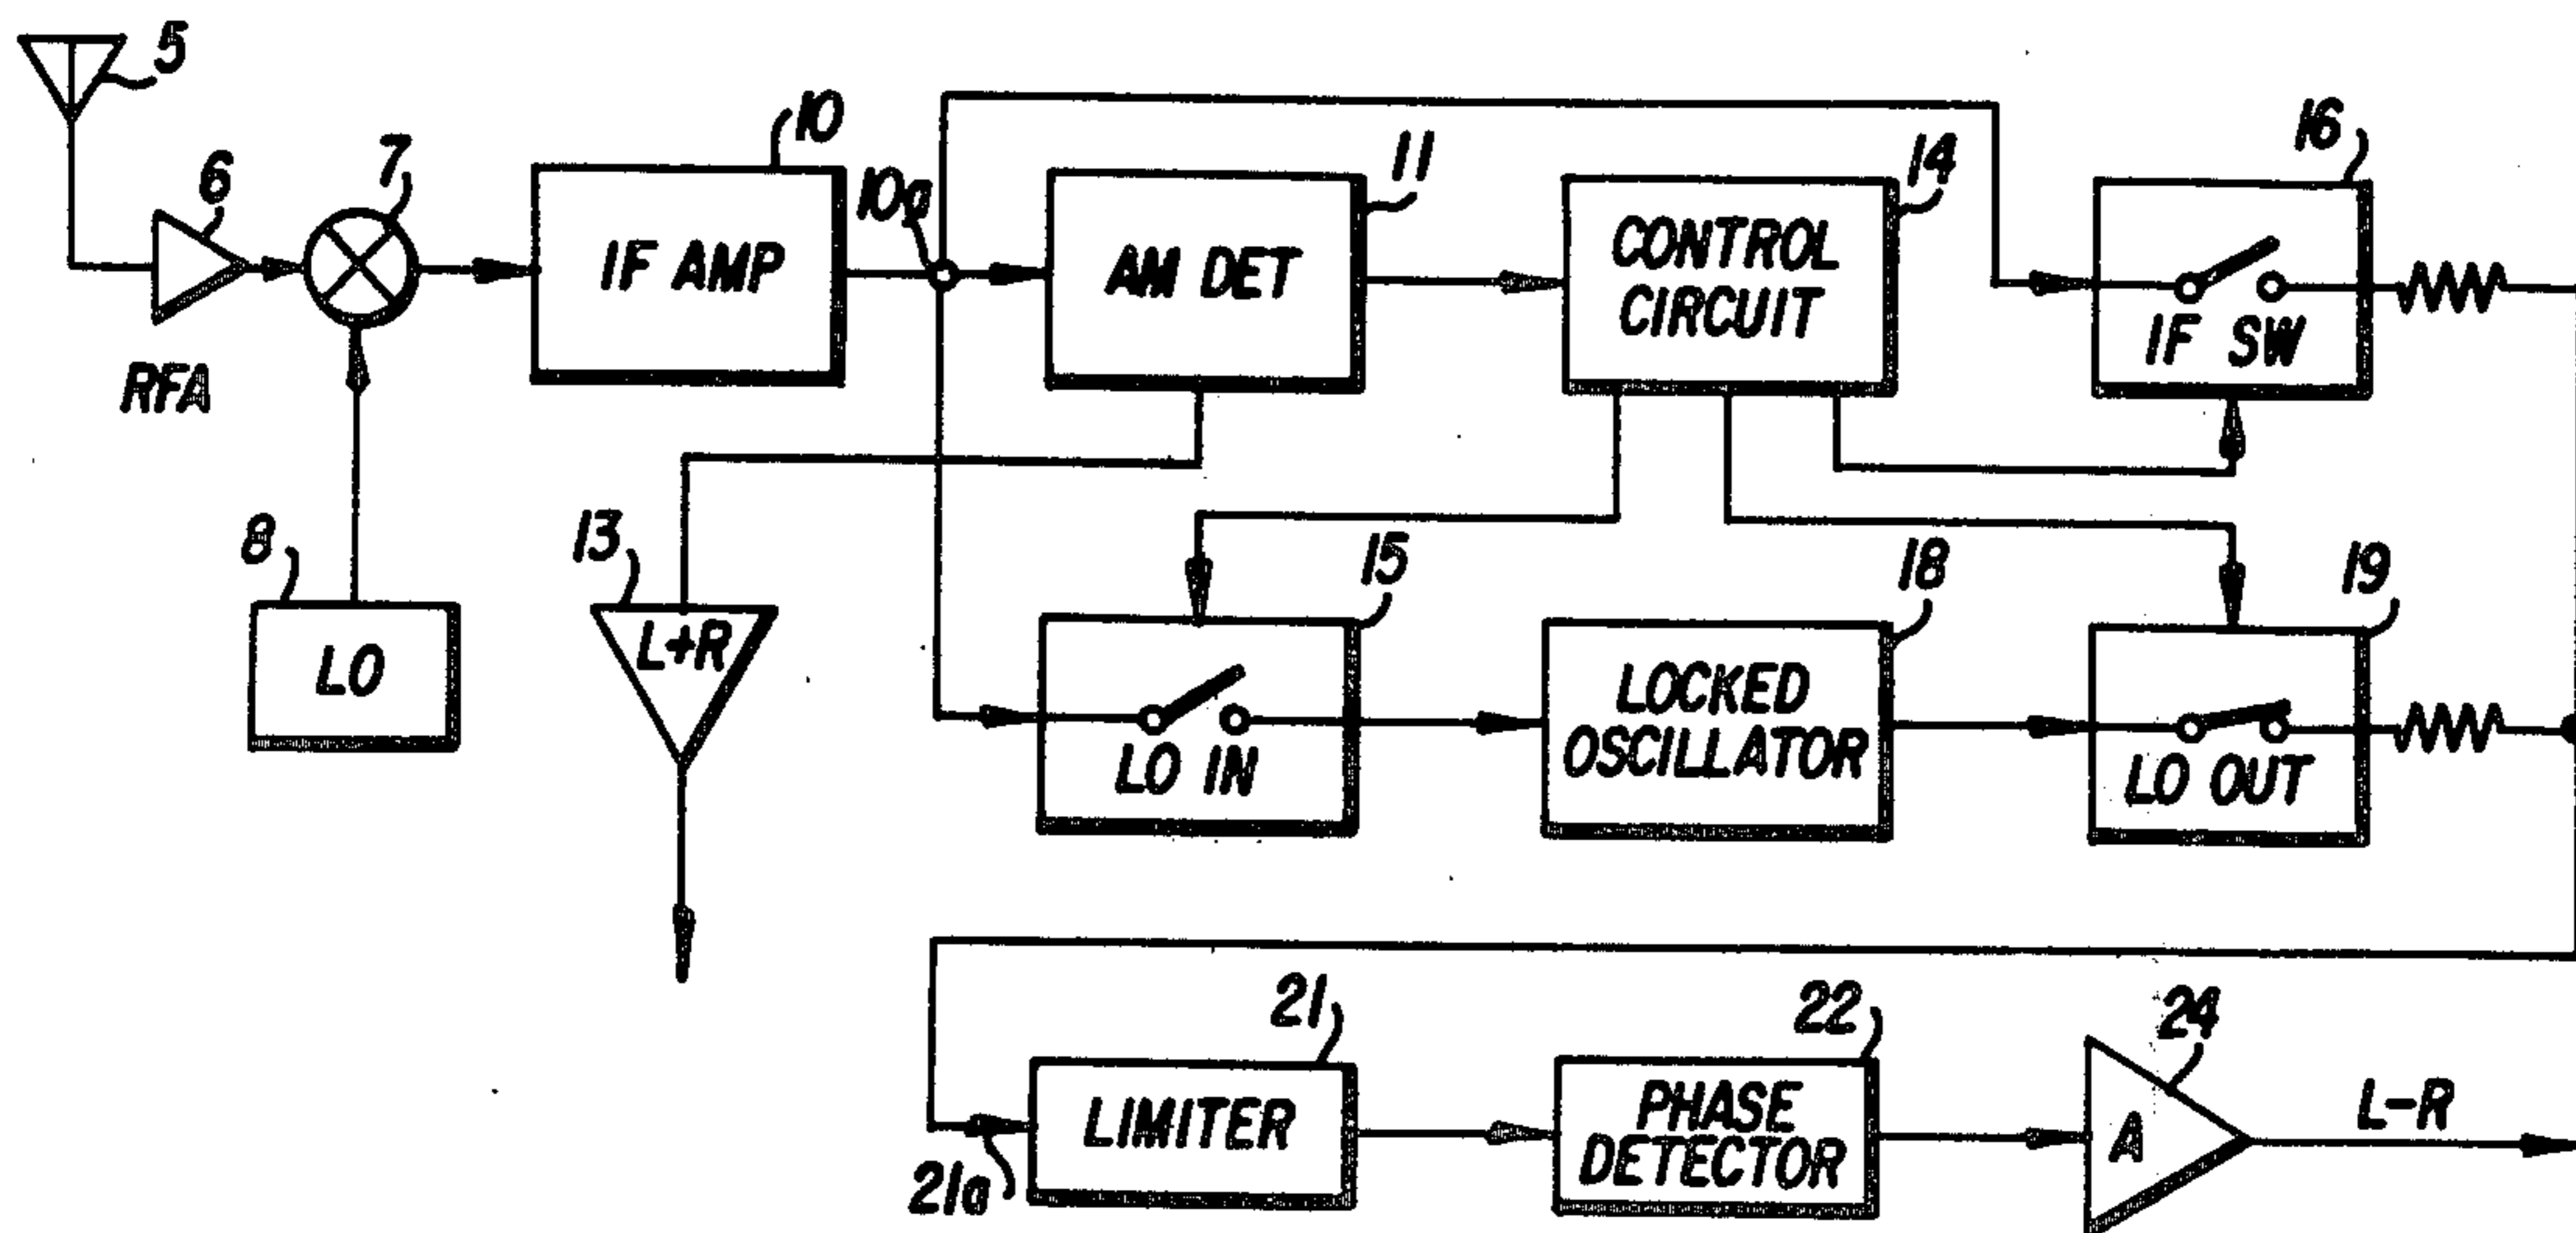 5
6
7
10
10a
11
14
16
IF AMP
AM DET
CONTROL
CIRCUIT
IF SW
RFA
8
13
15
18
19
LO
L+R
LO IN
LOCKED
OSCILLATOR
LO OUT
21
22
24
LIMITER
PHASE
DETECTOR
A
L-R
21a